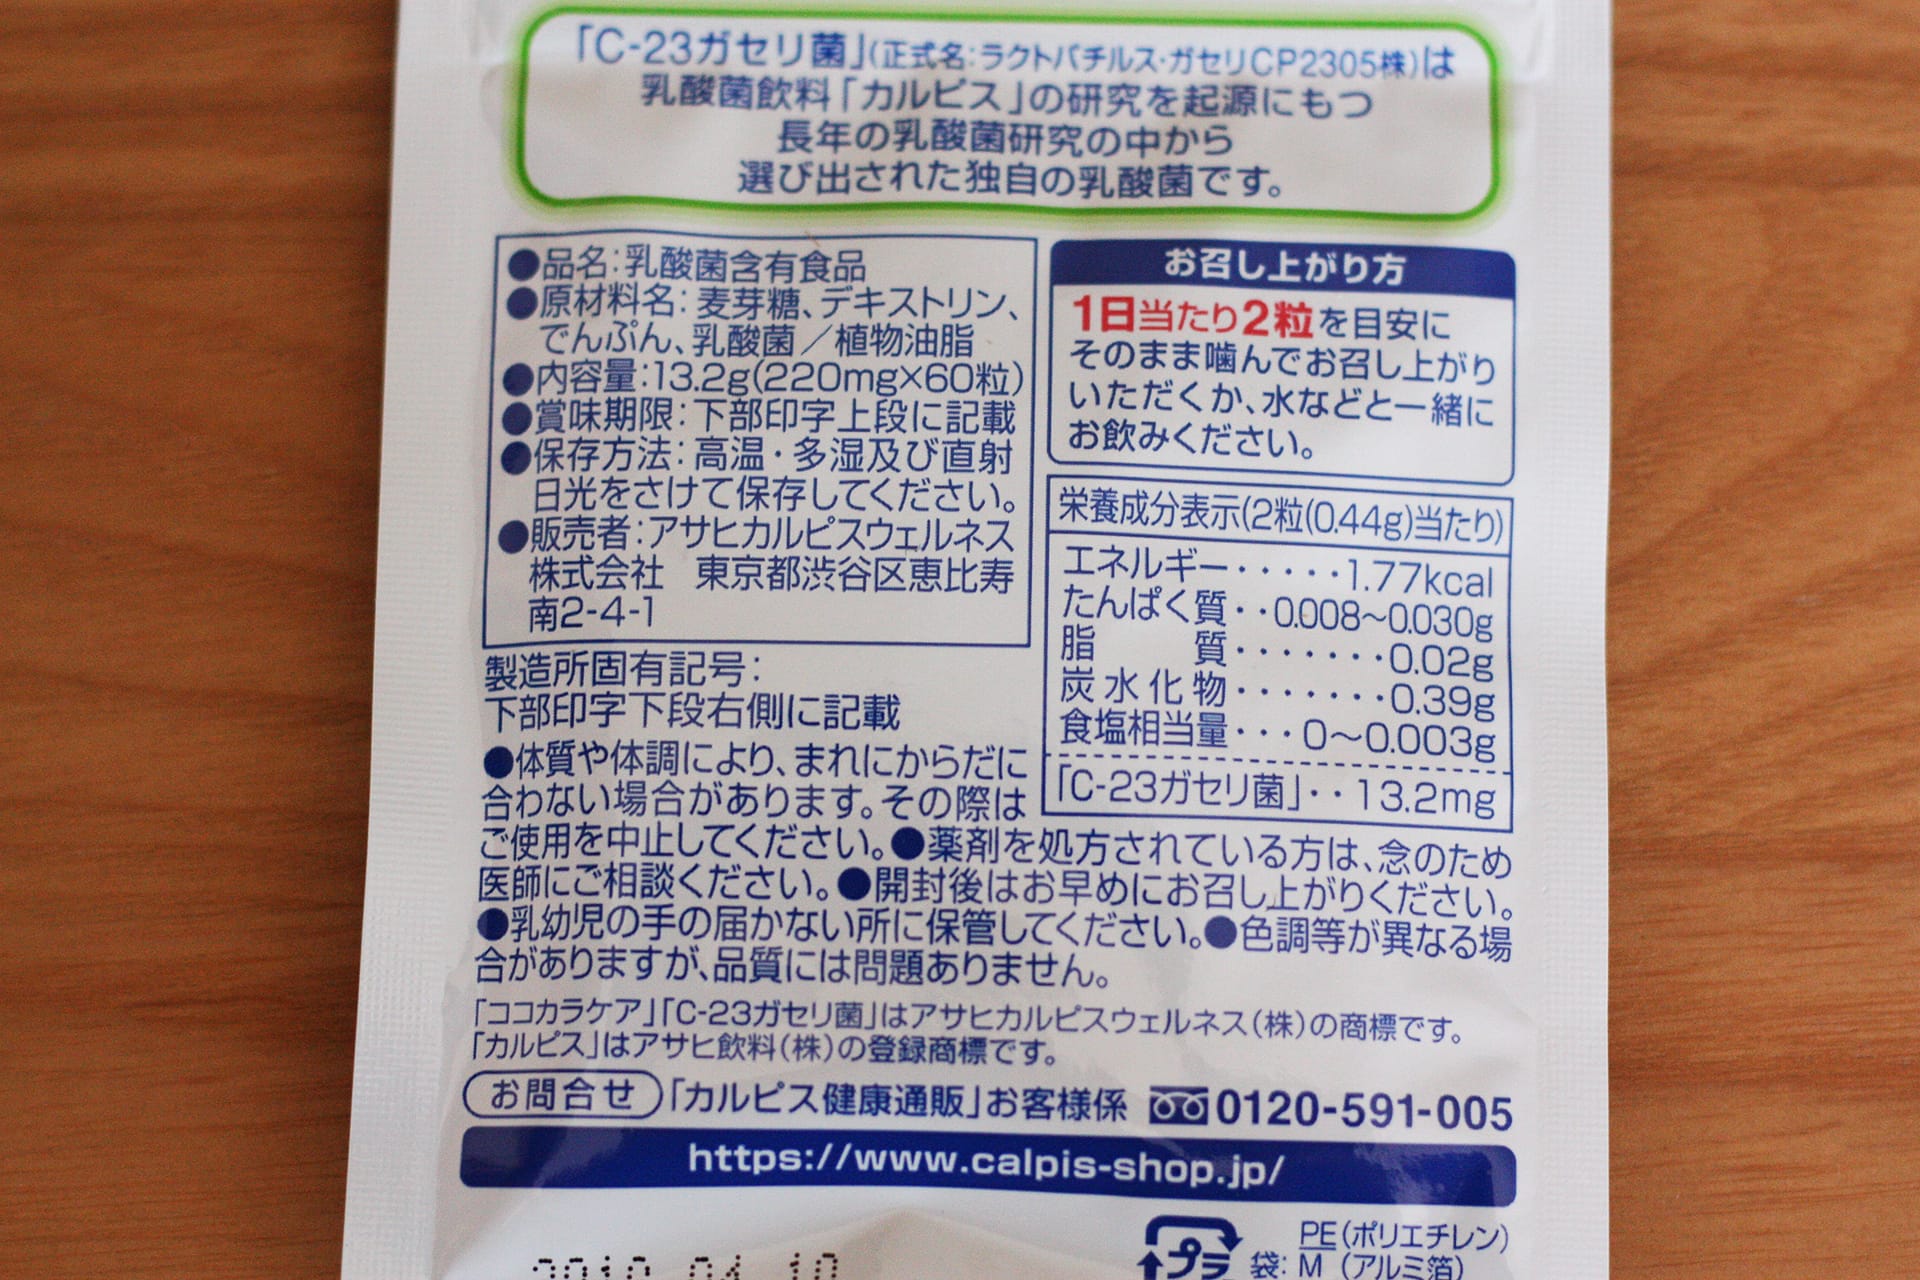 「C-23ガセリ菌」(正式名:ラクトバチルス・ガセリCP2305株)は
乳酸菌飲料「カルピス」の研究を起源にもつ
長年の乳酸菌研究の中から
選び出された独自の乳酸菌です。
●品名:乳酸菌含有食品
●原材料名:麦芽糖、デキストリン、
でんぷん、乳酸菌/植物油脂
●内容量:13.2g(220mg×60粒)
●賞味期限:下部印字上段に記載
●保存方法:高温・多湿及び直射
日光をさけて保存してください。
●販売者:アサヒカルピスウェルネス
株式会社 東京都渋谷区恵比寿
南2-4-1
製造所固有記号:
下部印字下段右側に記載
お召し上がり方
1日当たり2粒を目安に
そのまま噛んでお召し上がり
いただくか、水などと一緒に
お飲みください。
栄養成分表示(2粒(0.44g)当たり)
エネルギー・・・・・1.77kcal
たんぱく質・・0.008~0.030g
脂質・・・・・・・0.02g
炭水化物・・・・・・・0.39g
食塩相当量・・・0~0.003g
「C-23ガセリ菌」・・13.2mg
●体質や体調により、まれにからだに
合わない場合があります。その際は
ご使用を中止してください。●薬剤を処方されている方は、念のため
医師にご相談ください。●開封後はお早めにお召し上がりください。
●乳幼児の手の届かない所に保管してください。●色調等が異なる場
合がありますが、品質には問題ありません。
「ココカラケア」「C-23ガセリ菌」はアサヒカルピスウェルネス(株)の商標です。
「カルピス」はアサヒ飲料(株)の登録商標です。
お問合せ 「カルピス健康通販」お客様係 0120-591-005
https://www.calpis-shop.jp/
プラ
PE(ポリエチレン)
袋: M (アルミ箔)